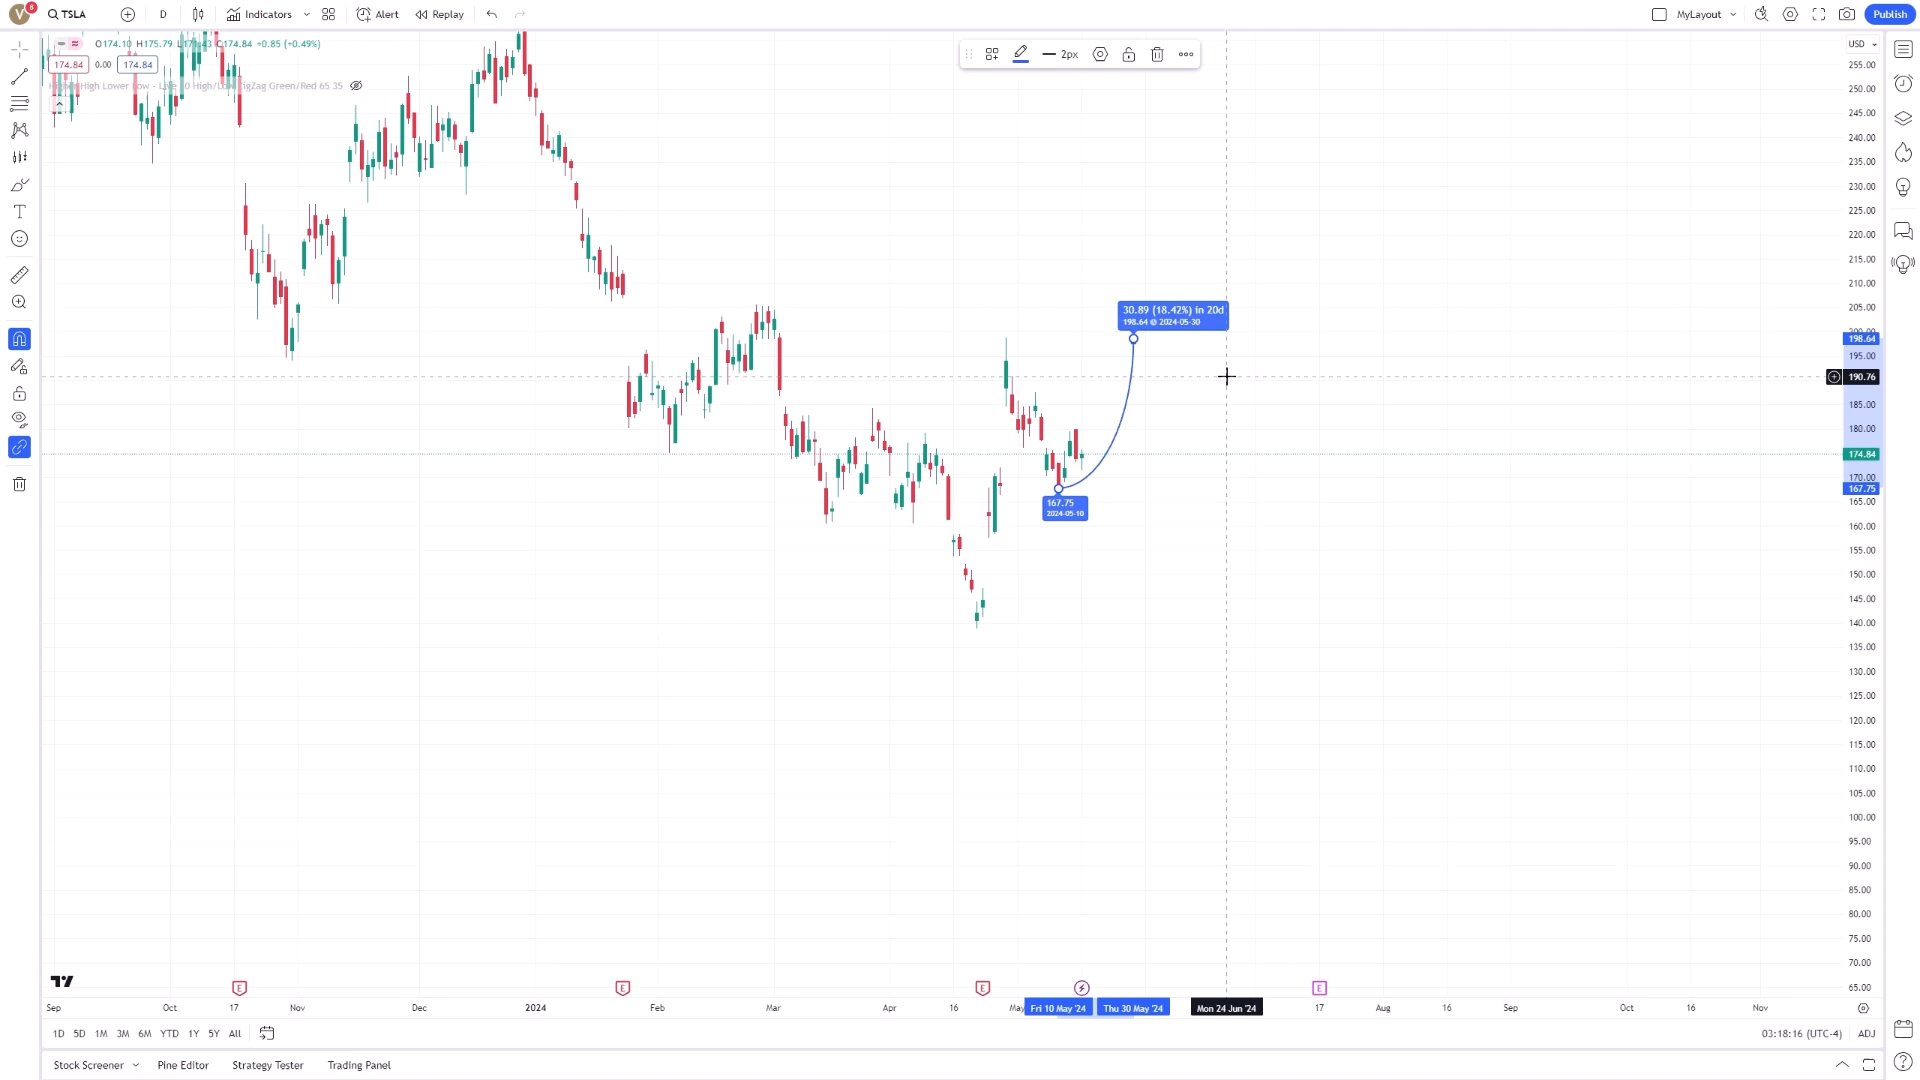 V
8
TSLA
D
Indicators
Alert
Replay
MyLayout
Publish
O174.10 H175.79 L171.43 C174.84 +0.85 (+0.49%)
174.84 0.00 174.84
2px
USD
255.00
250.00
245.00
240.00
235.00
230.00
225.00
220.00
215.00
210.00
205.00
200.00
198.64
195.00
190.76
185.00
180.00
174.84
170.00
167.75
165.00
160.00
155.00
150.00
145.00
140.00
135.00
130.00
125.00
120.00
115.00
110.00
105.00
100.00
95.00
90.00
85.00
80.00
75.00
70.00
65.00
30.89 (18.42%) in 20d
198.64 @ 2024-05-30
167.75
2024-05-10
E
E
E
E
Sep Oct 17 Nov Dec 2024 Feb Mar Apr 16 May Fri 10 May '24 Thu 30 May '24 Mon 24 Jun '24 17 Aug 16 Sep Oct 16 Nov
1D 5D 1M 3M 6M YTD 1Y 5Y All
03:18:16 (UTC-4) ADJ
Stock Screener Pine Editor Strategy Tester Trading Panel